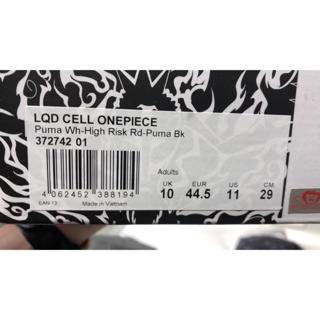 LQD CELL ONEPIECE
Puma Wh-High Risk Rd-Puma Bk
372742 01
Adults
UK EUR US CM
10 44.5 11 29
4 062452 388194
EAN-13 Made in Vietnam